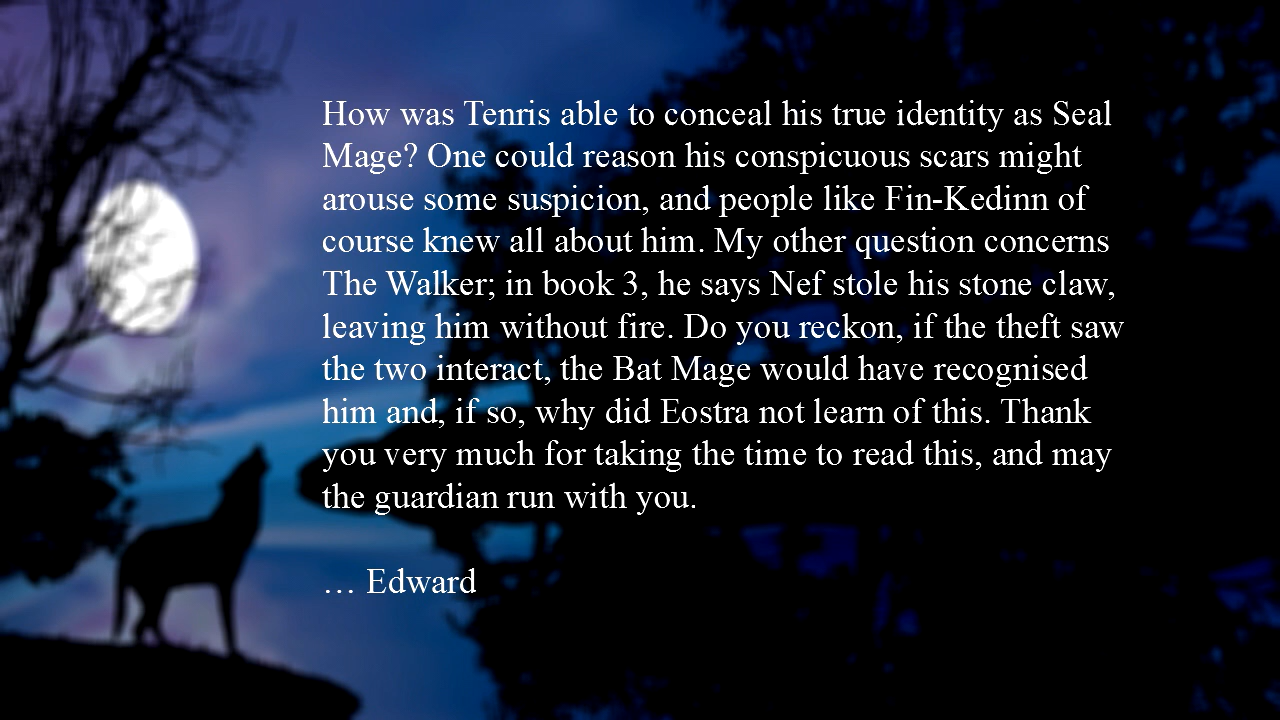 How was Tenris able to conceal his true identity as Seal
Mage? One could reason his conspicuous scars might
arouse some suspicion, and people like Fin-Kedinn of
course knew all about him. My other question concerns
The Walker; in book 3, he says Nef stole his stone claw,
leaving him without fire. Do you reckon, if the theft saw
the two interact, the Bat Mage would have recognised
him and, if so, why did Eostra not learn of this. Thank
you very much for taking the time to read this, and may
the guardian run with you.
… Edward